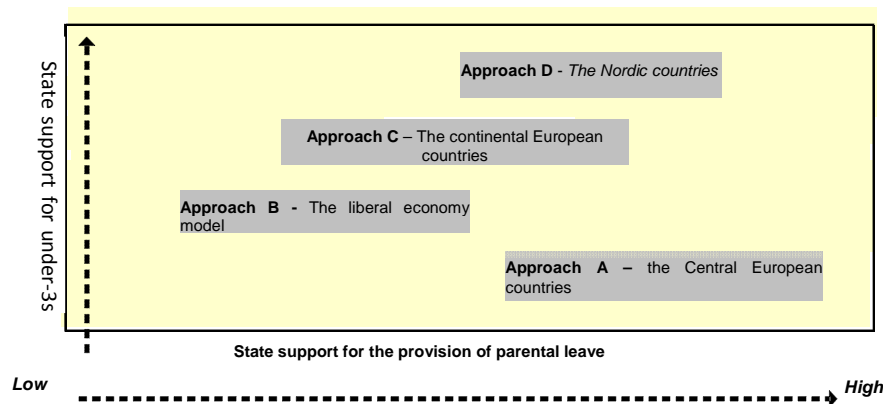 State support for under-3s
Approach D - The Nordic countries
Approach C – The continental European
countries
Approach B - The liberal economy
model
Approach A – the Central European
countries
State support for the provision of parental leave
Low
High